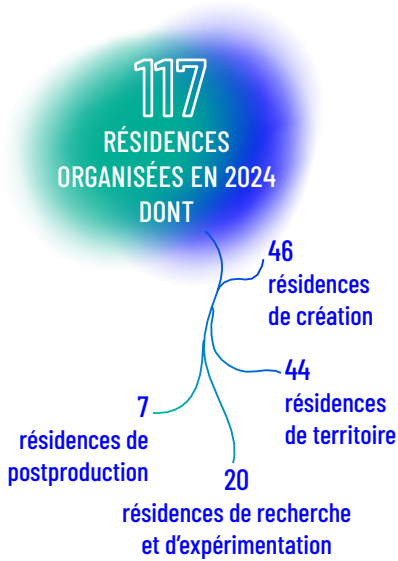 117
RÉSIDENCES
ORGANISÉES EN 2024
DONT
46
résidences
de création
44
résidences
de territoire
7
résidences de
postproduction
20
résidences de recherche
et d'expérimentation